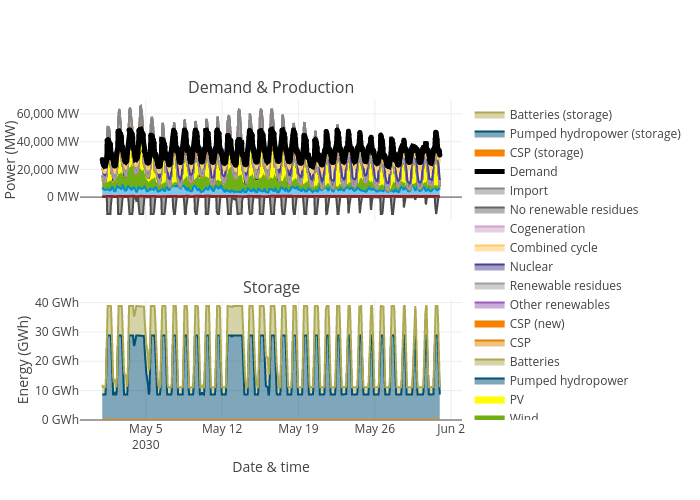 Demand & Production
60,000 MW
40,000 MW
20,000 MW
0 MW
Power (MW)
Storage
40 GWh
30 GWh
20 GWh
10 GWh
0 GWh
Energy (GWh)
May 5
2030
May 12
May 19
May 26
Jun 2
Date & time
Batteries (storage)
Pumped hydropower (storage)
CSP (storage)
Demand
Import
No renewable residues
Cogeneration
Combined cycle
Nuclear
Renewable residues
Other renewables
CSP (new)
CSP
Batteries
Pumped hydropower
PV
Wind